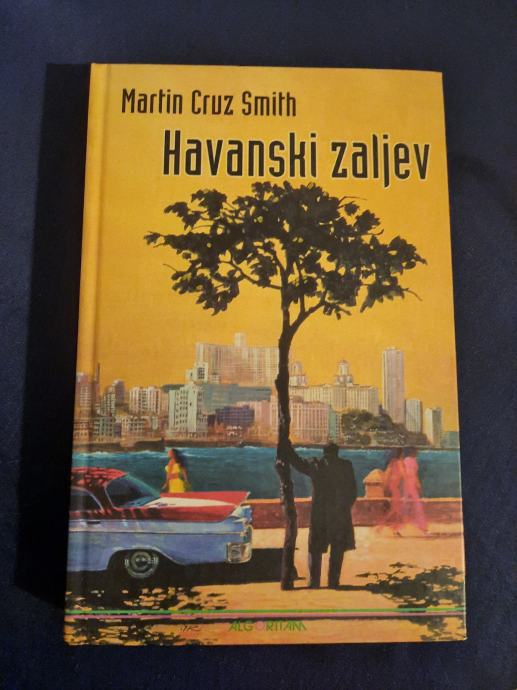 Martin Cruz Smith
Havanski zaljev
ALGORITAM